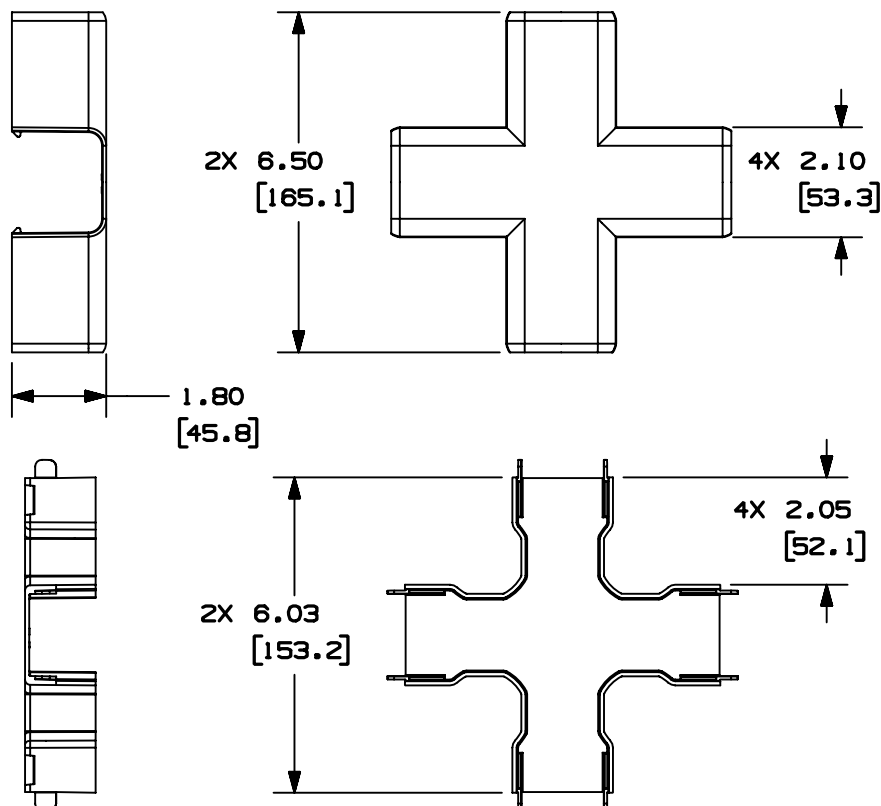 2X 6.50
[165.1]
4X 2.10
[53.3]
1.80
[45.8]
4X 2.05
[52.1]
2X 6.03
[153.2]